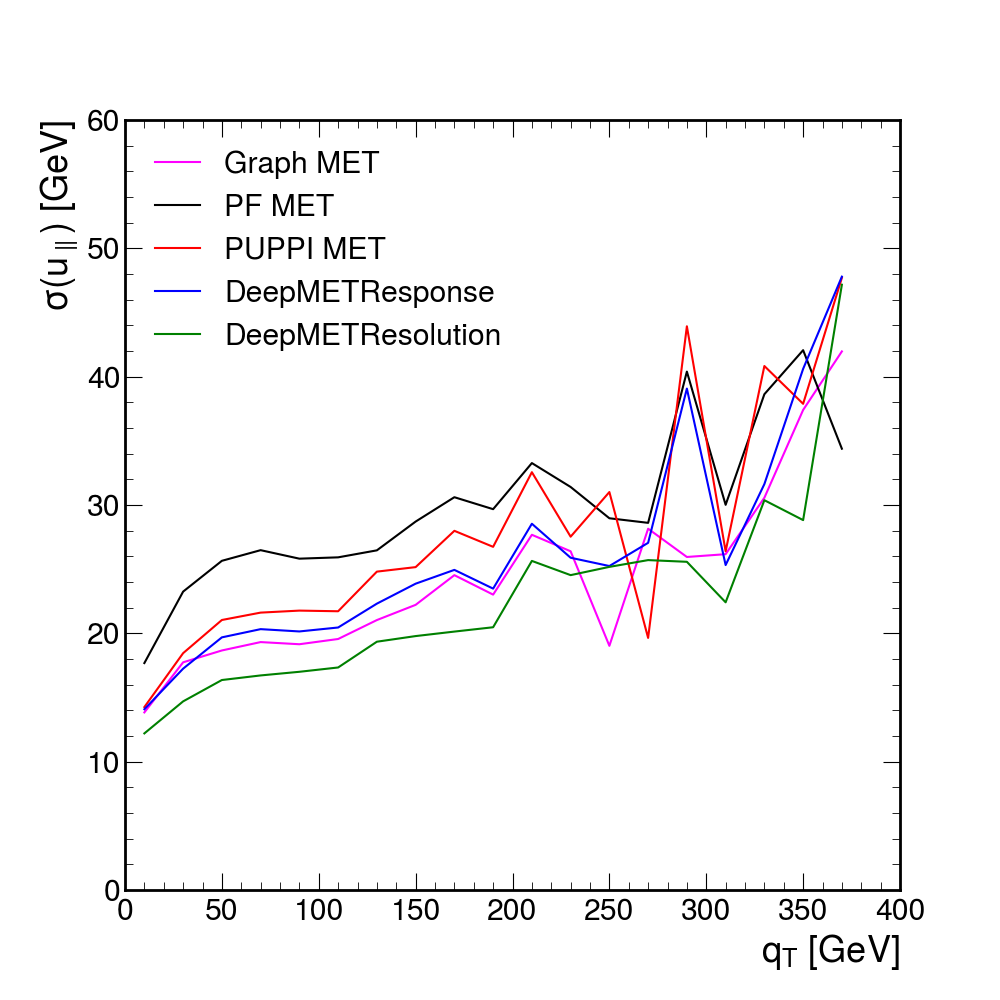 σ(u∥) [GeV]
60
50
40
30
20
10
0
Graph MET
PF MET
PUPPI MET
DeepMETResponse
DeepMETResolution
0 50 100 150 200 250 300 350 400
qT [GeV]